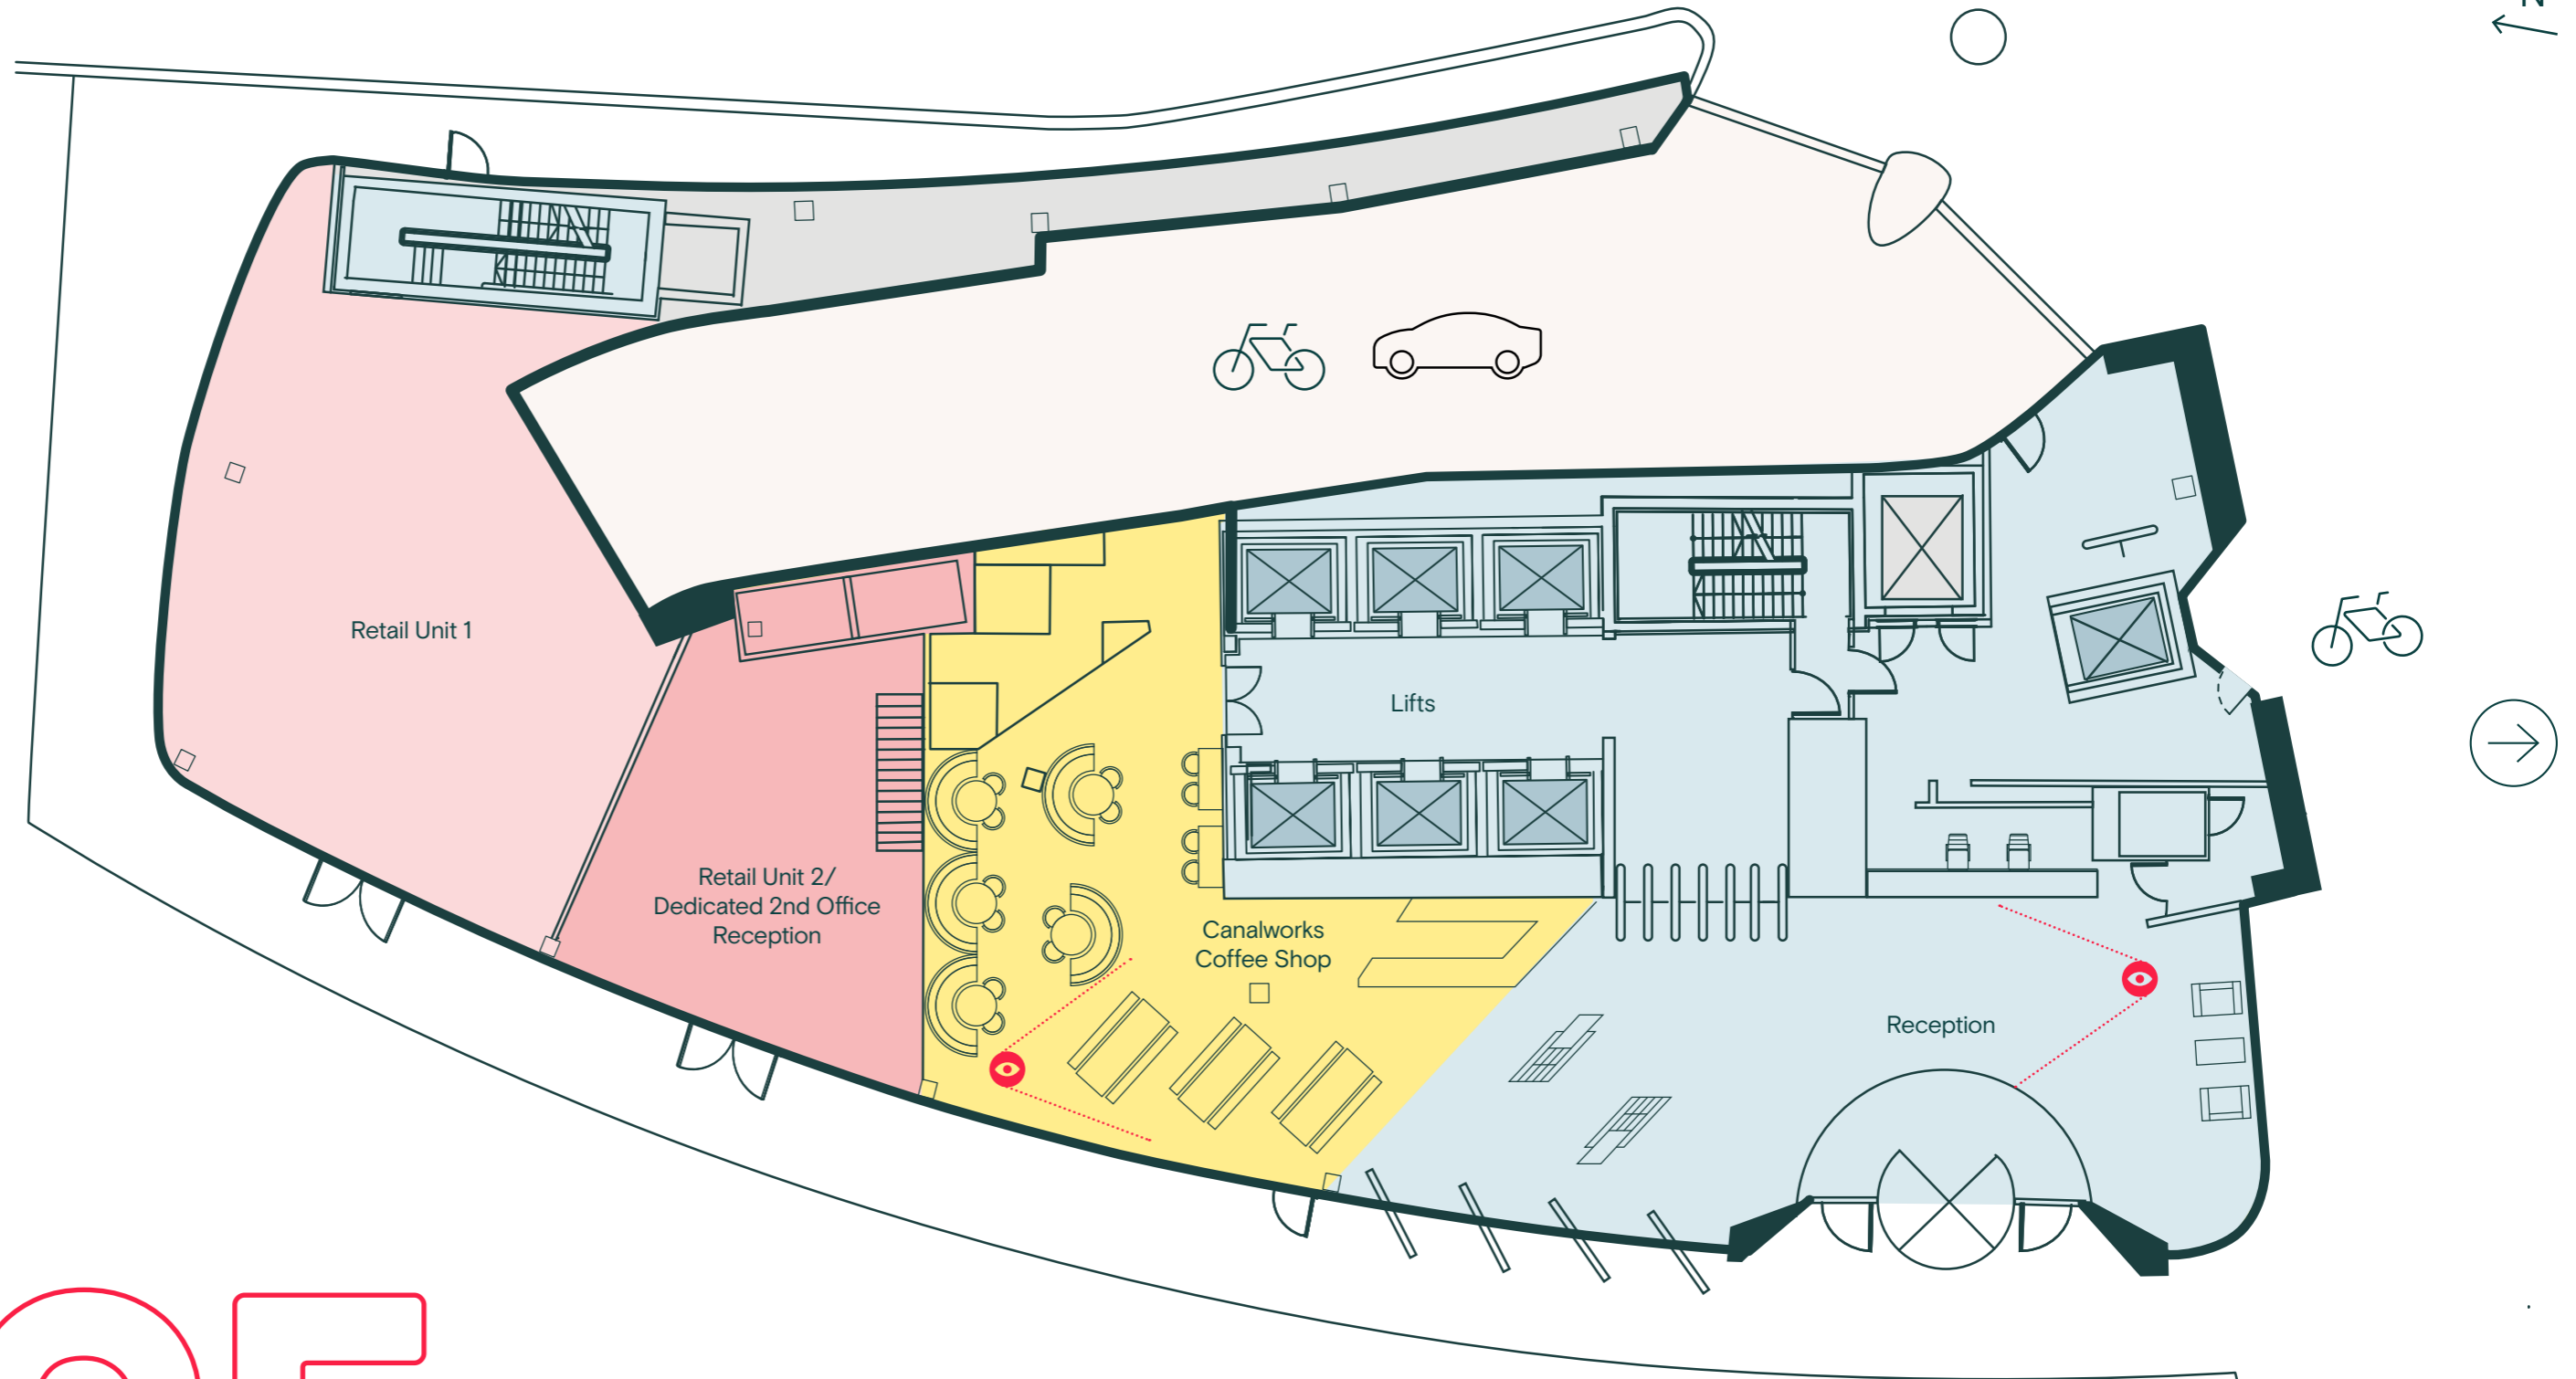 N
Retail Unit 1
Lifts
Retail Unit 2/
Dedicated 2nd Office
Reception
Canalworks
Coffee Shop
Reception